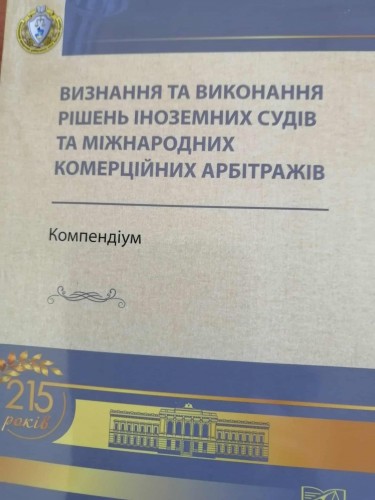 ВИЗНАННЯ ТА ВИКОНАННЯ
РІШЕНЬ ІНОЗЕМНИХ СУДІВ
ТА МІЖНАРОДНИХ
КОМЕРЦІЙНИХ АРБІТРАЖІВ
Компендіум
215
років